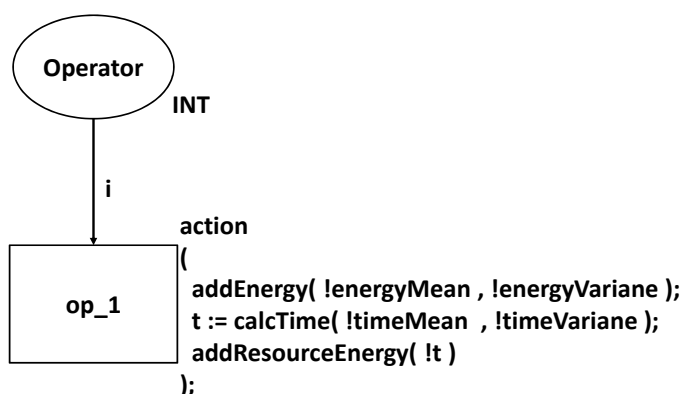 Operator
INT
i
action
(
op_1
addEnergy( !energyMean , !energyVariane );
t := calcTime( !timeMean , !timeVariane );
addResourceEnergy( !t )
);